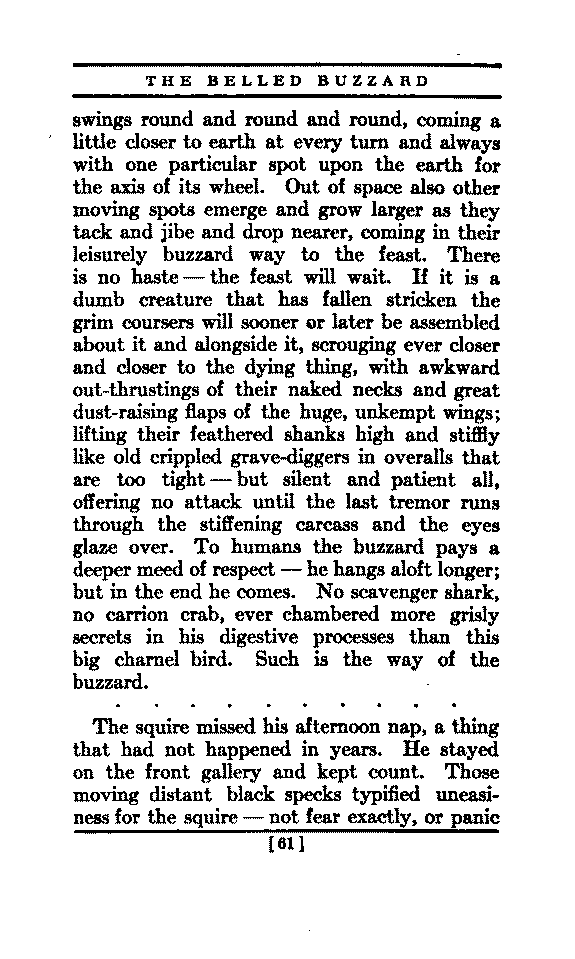 THE BELLED BUZZARD
swings round and round and round, coming a
little closer to earth at every turn and always
with one particular spot upon the earth for
the axis of its wheel. Out of space also other
moving spots emerge and grow larger as they
tack and jibe and drop nearer, coming in their
leisurely buzzard way to the feast. There
is no haste — the feast will wait. If it is a
dumb creature that has fallen stricken the
grim coursers will sooner or later be assembled
about it and alongside it, scrouging ever closer
and closer to the dying thing, with awkward
out-thrustings of their naked necks and great
dust-raising flaps of the huge, unkempt wings;
lifting their feathered shanks high and stiffly
like old crippled grave-diggers in overalls that
are too tight — but silent and patient all,
offering no attack until the last tremor runs
through the stiffening carcass and the eyes
glaze over. To humans the buzzard pays a
deeper meed of respect — he hangs aloft longer;
but in the end he comes. No scavenger shark,
no carrion crab, ever chambered more grisly
secrets in his digestive processes than this
big charnel bird. Such is the way of the
buzzard.
. . . . . . . . . .
The squire missed his afternoon nap, a thing
that had not happened in years. He stayed
on the front gallery and kept count. Those
moving distant black specks typified uneasi-
ness for the squire — not fear exactly, or panic
[61]